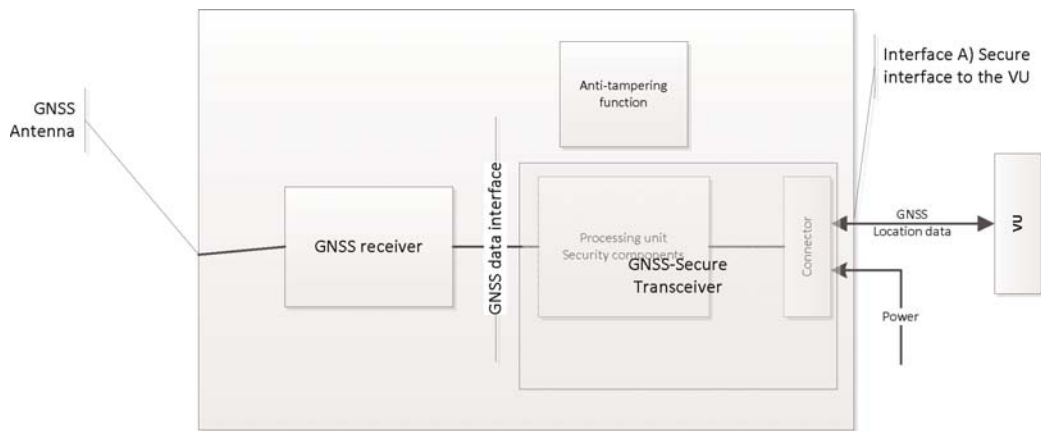 GNSS
Antenna
Anti-tampering
function
Interface A) Secure
interface to the VU
GNSS receiver
GNSS data interface
Processing unit
Security components
GNSS-Secure
Transceiver
Connector
GNSS
Location data
VU
Power